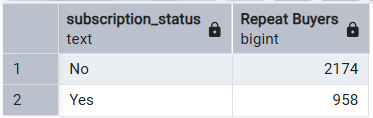 subscription_status Repeat Buyers
text bigint
1 No 2174
2 Yes 958